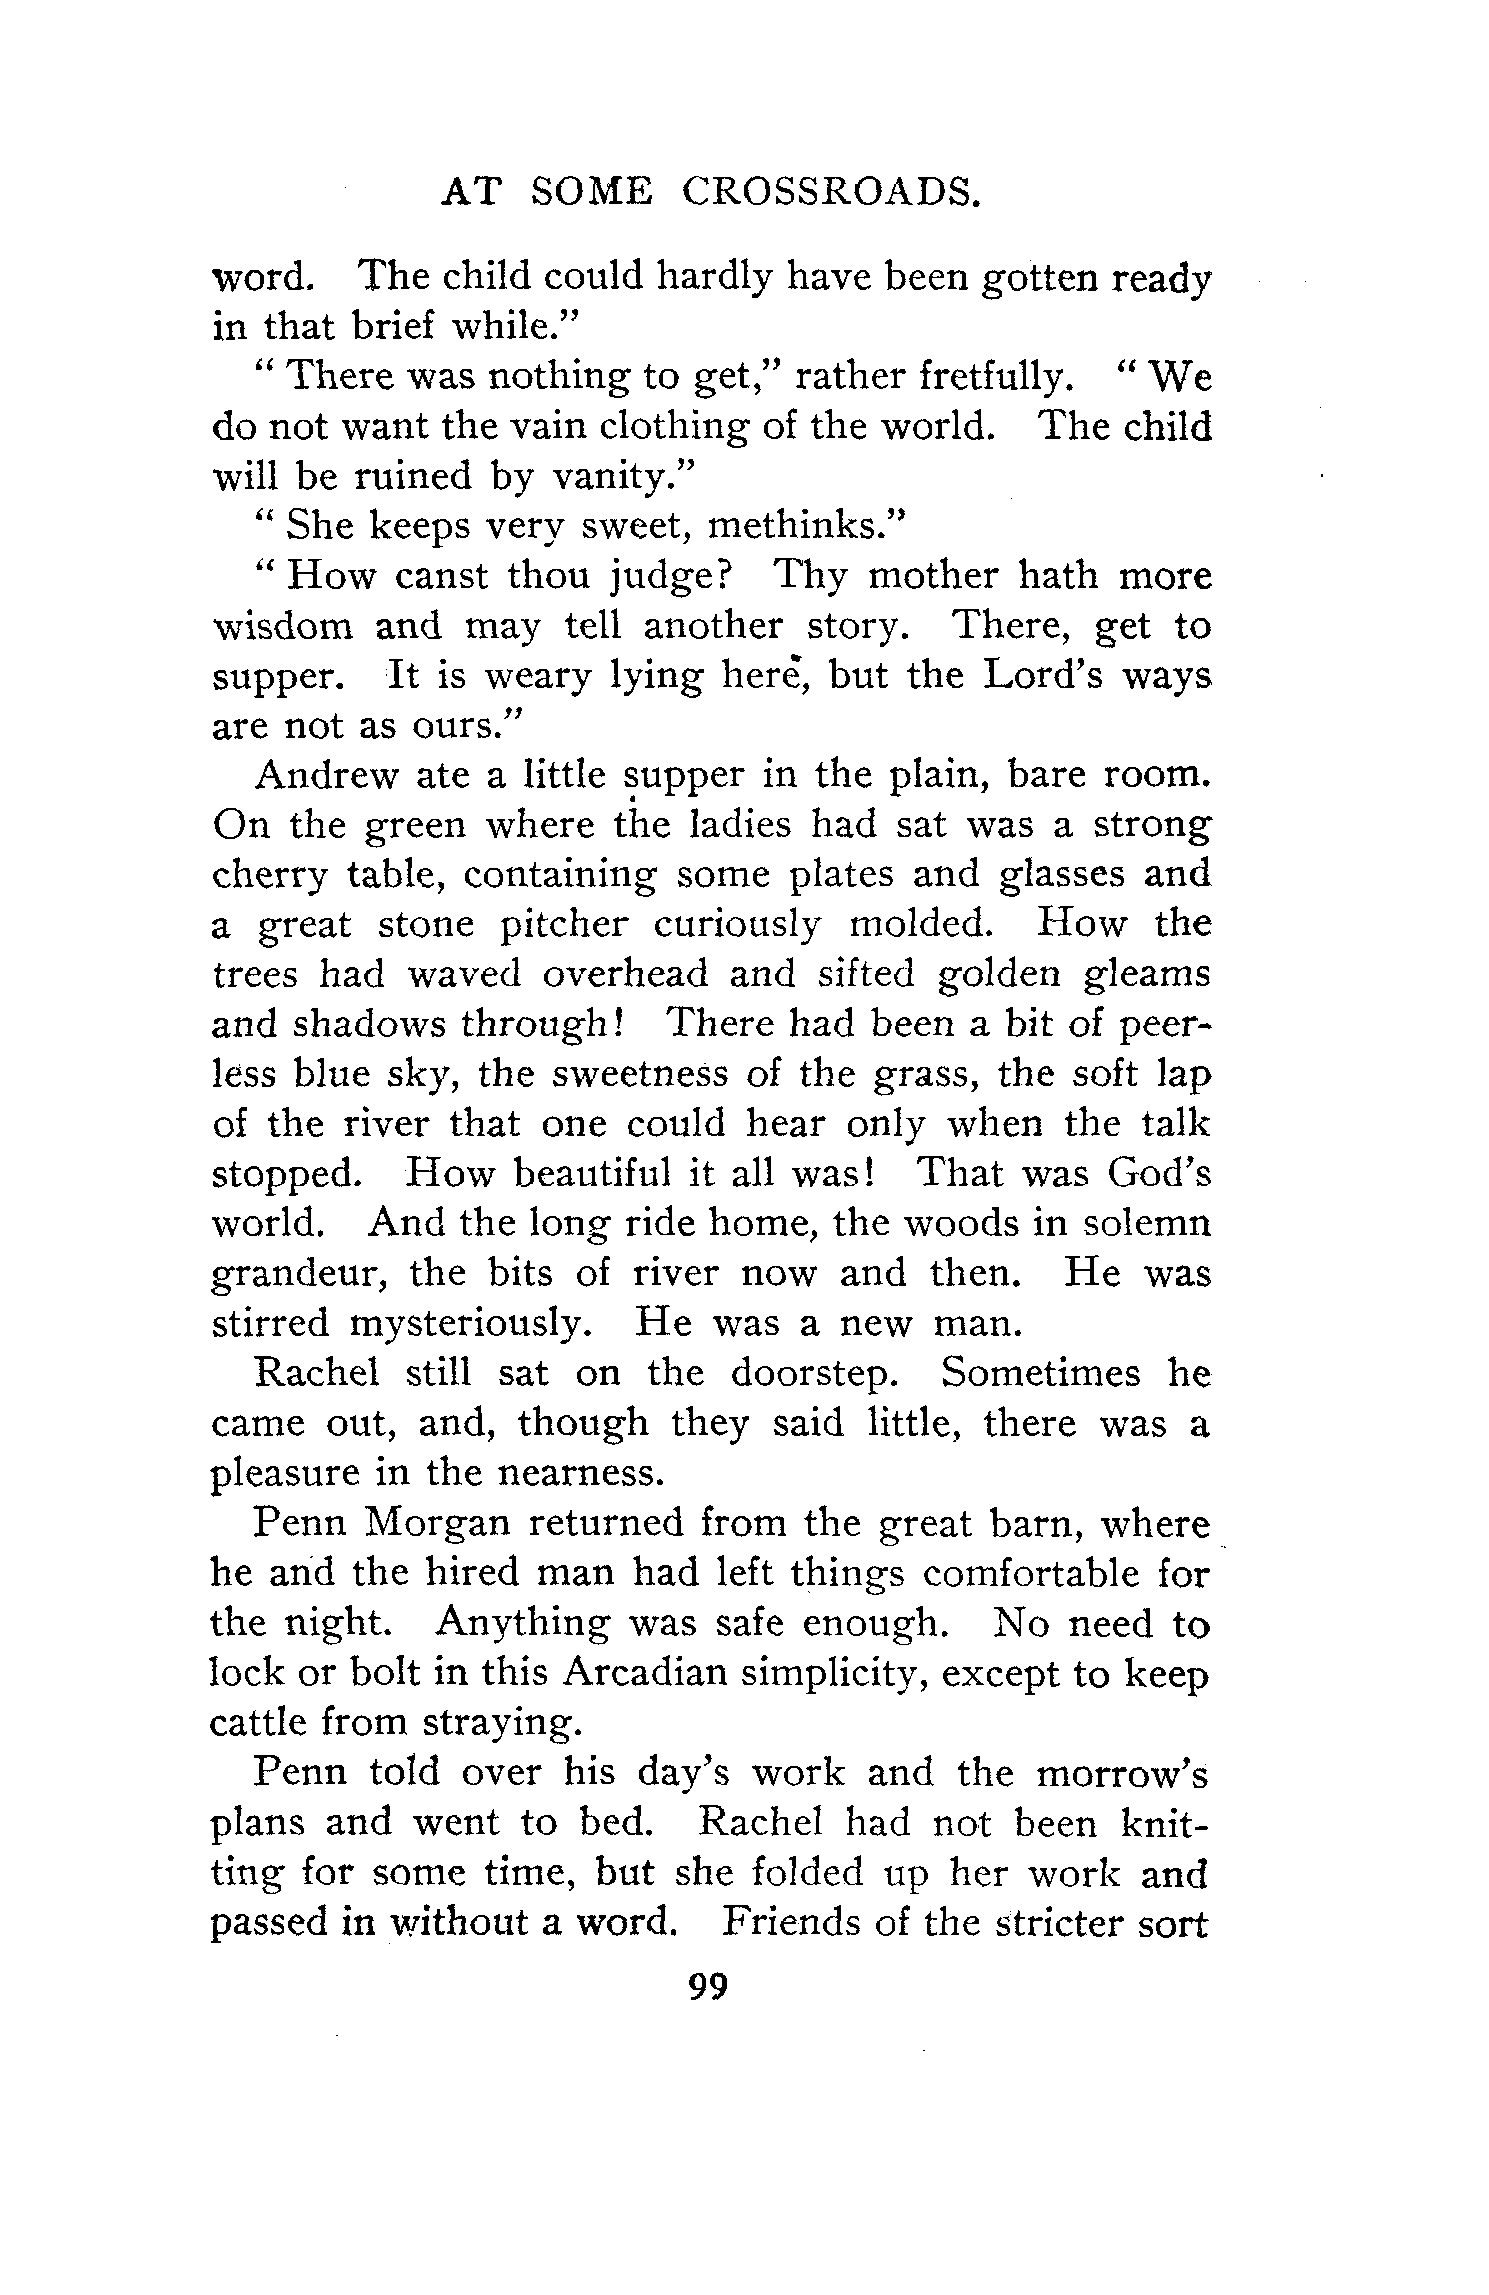 AT SOME CROSSROADS.
word. The child could hardly have been gotten ready
in that brief while."
" There was nothing to get," rather fretfully. " We
do not want the vain clothing of the world. The child
will be ruined by vanity."
" She keeps very sweet, methinks."
" How canst thou judge? Thy mother hath more
wisdom and may tell another story. There, get to
supper. It is weary lying here, but the Lord's ways
are not as ours."
Andrew ate a little supper in the plain, bare room.
On the green where the ladies had sat was a strong
cherry table, containing some plates and glasses and
a great stone pitcher curiously molded. How the
trees had waved overhead and sifted golden gleams
and shadows through! There had been a bit of peer-
less blue sky, the sweetness of the grass, the soft lap
of the river that one could hear only when the talk
stopped. How beautiful it all was! That was God's
world. And the long ride home, the woods in solemn
grandeur, the bits of river now and then. He was
stirred mysteriously. He was a new man.
Rachel still sat on the doorstep. Sometimes he
came out, and, though they said little, there was a
pleasure in the nearness.
Penn Morgan returned from the great barn, where
he and the hired man had left things comfortable for
the night. Anything was safe enough. No need to
lock or bolt in this Arcadian simplicity, except to keep
cattle from straying.
Penn told over his day's work and the morrow's
plans and went to bed. Rachel had not been knit-
ting for some time, but she folded up her work and
passed in without a word. Friends of the stricter sort
99